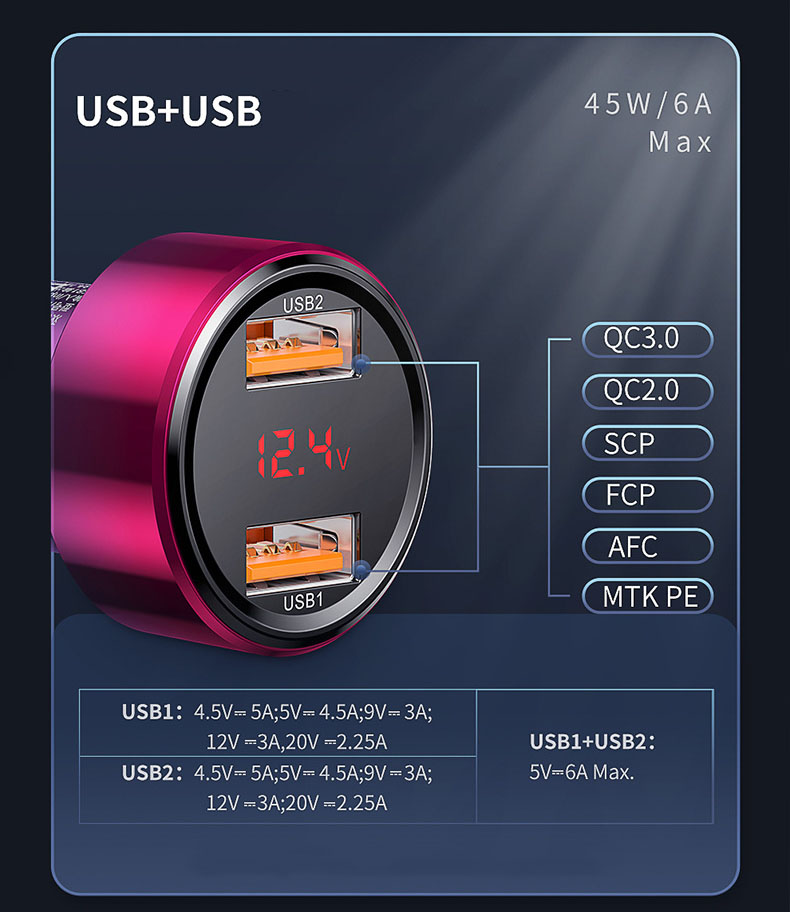 USB+USB
45W/6A
Max
USB2
12.4V
USB1
QC3.0
QC2.0
SCP
FCP
AFC
MTK PE
USB1： 4.5V⎓5A;5V⎓4.5A;9V⎓3A;
12V⎓3A,20V⎓2.25A
USB2： 4.5V⎓5A;5V⎓4.5A;9V⎓3A;
12V⎓3A;20V⎓2.25A
USB1+USB2：
5V⎓6A Max.